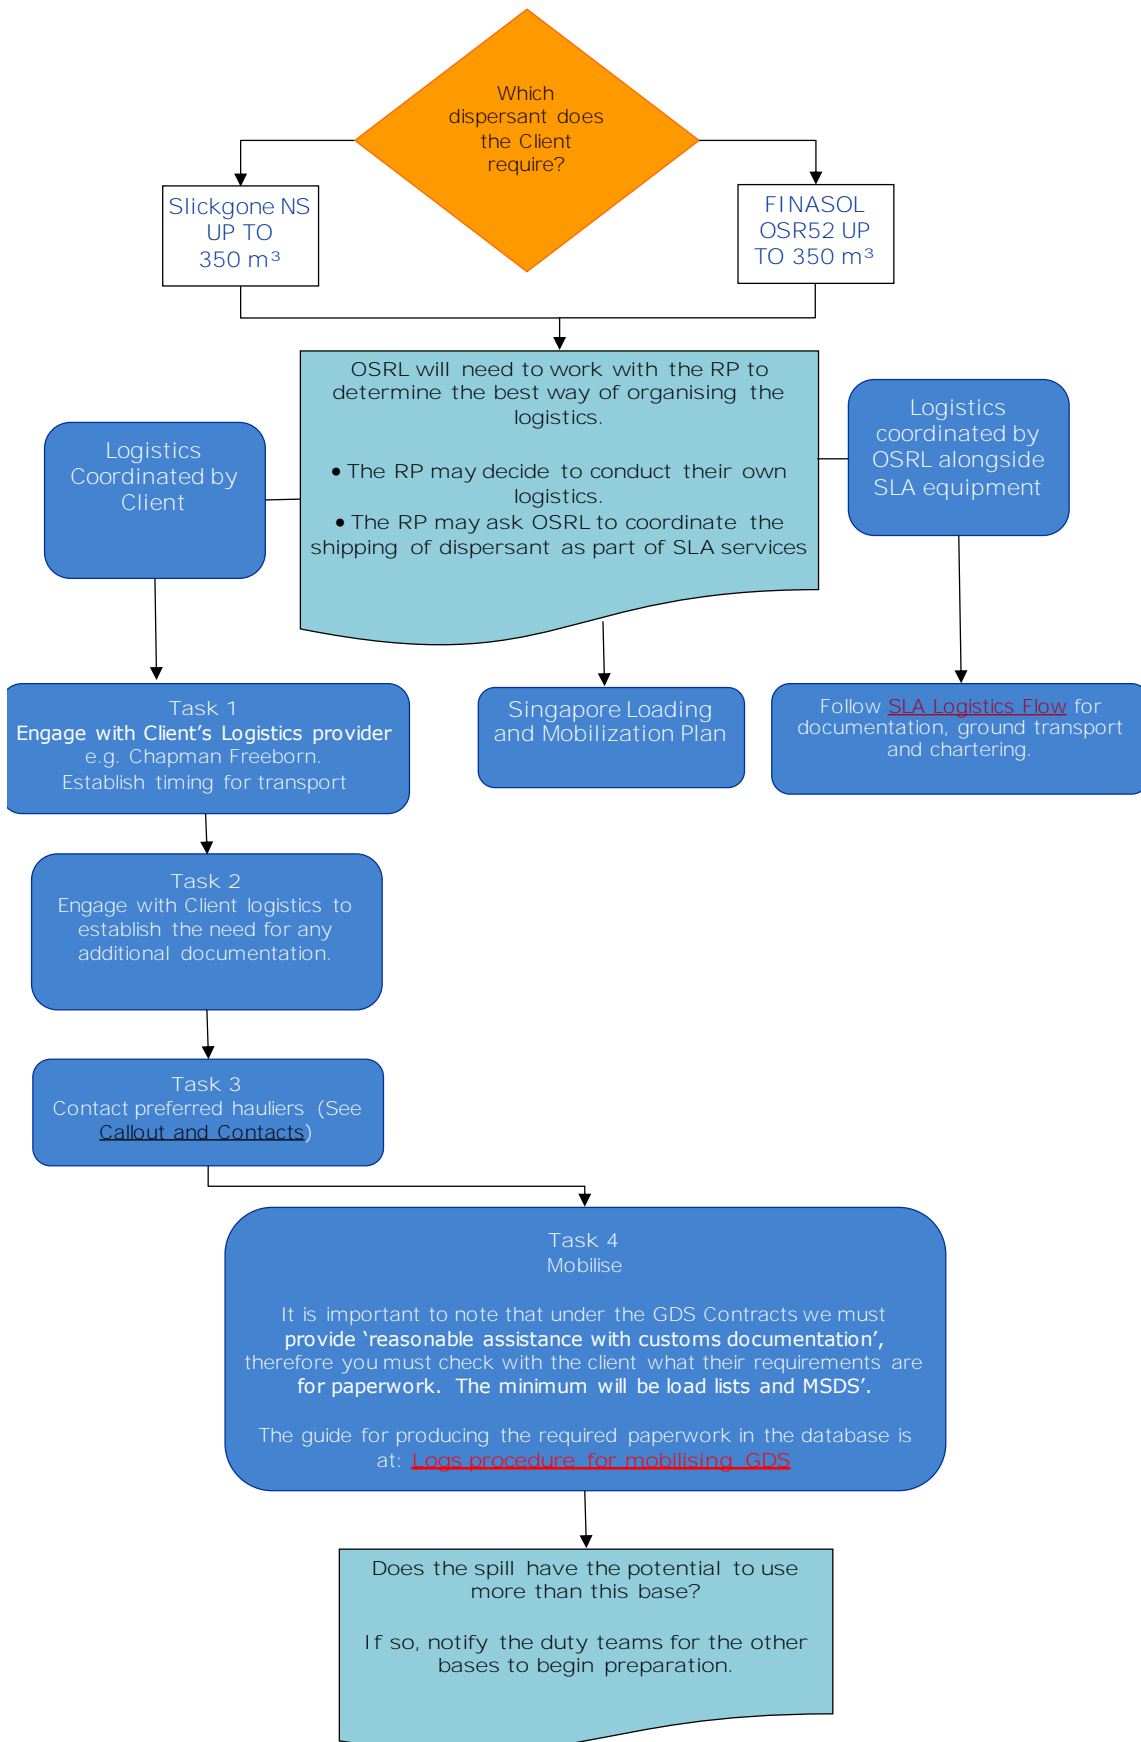 Which
dispersant does
the Client
require?
Slickgone NS
UP TO
350 m³
FINASOL
OSR52 UP
TO 350 m³
OSRL will need to work with the RP to
determine the best way of organising the
logistics.
• The RP may decide to conduct their own
logistics.
• The RP may ask OSRL to coordinate the
shipping of dispersant as part of SLA services
Logistics
Coordinated by
Client
Logistics
coordinated by
OSRL alongside
SLA equipment
Task 1
Engage with Client's Logistics provider
e.g. Chapman Freeborn.
Establish timing for transport
Singapore Loading
and Mobilization Plan
Follow SLA Logistics Flow for
documentation, ground transport
and chartering.
Task 2
Engage with Client logistics to
establish the need for any
additional documentation.
Task 3
Contact preferred hauliers (See
Callout and Contacts)
Task 4
Mobilise
It is important to note that under the GDS Contracts we must
provide ‘reasonable assistance with customs documentation’,
therefore you must check with the client what their requirements are
for paperwork. The minimum will be load lists and MSDS’.
The guide for producing the required paperwork in the database is
at: Logs procedure for mobilising GDS
Does the spill have the potential to use
more than this base?
If so, notify the duty teams for the other
bases to begin preparation.